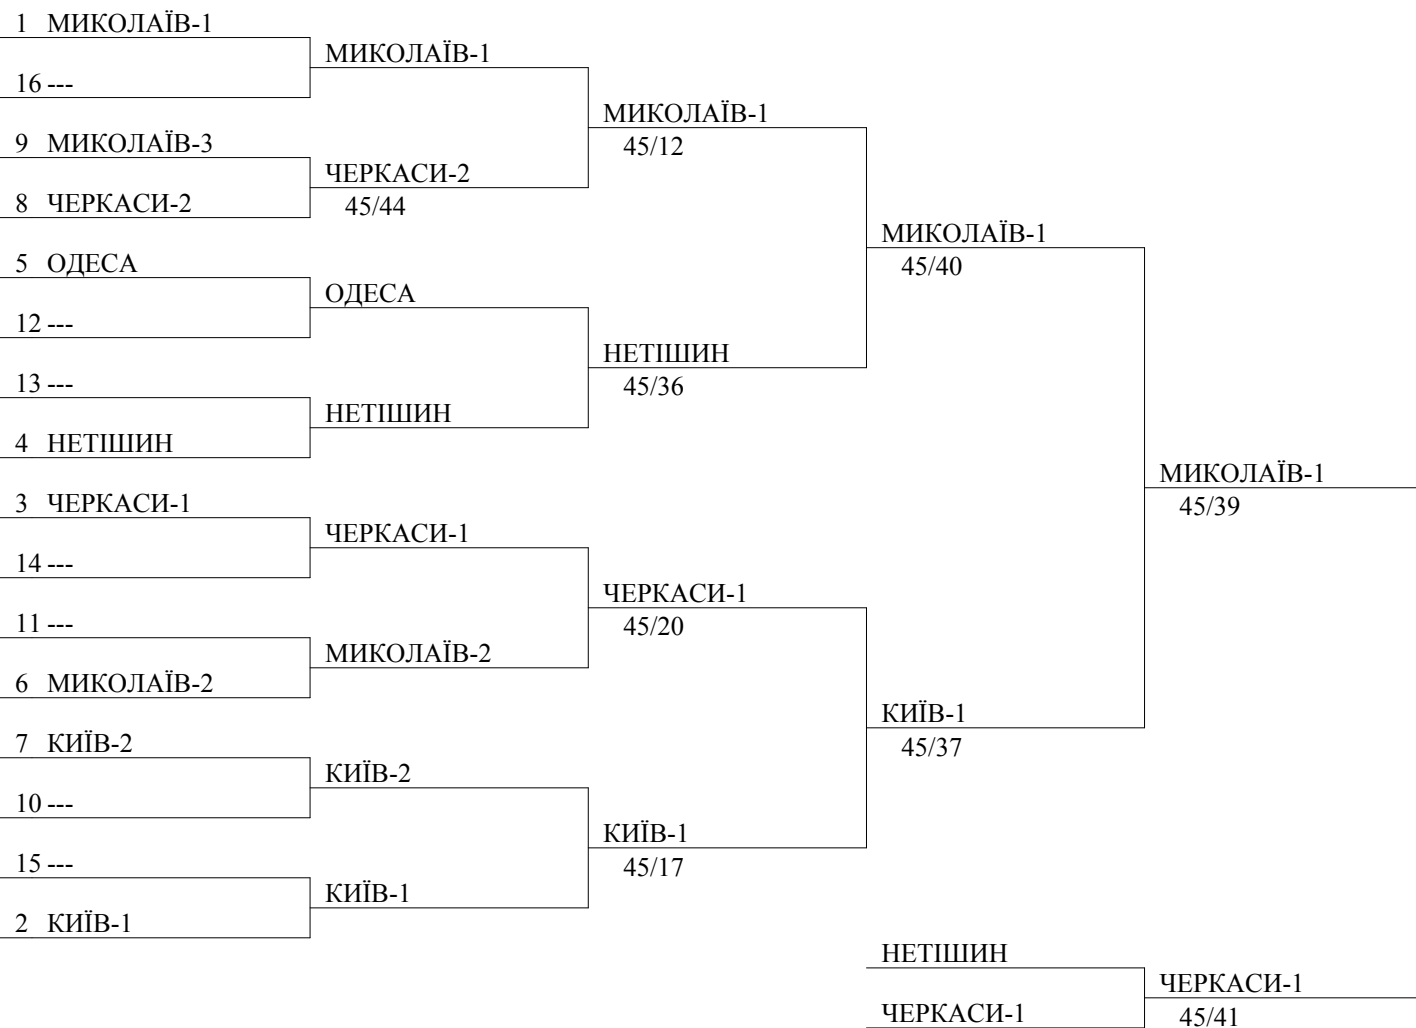 1 МИКОЛАЇВ-1
16 ---
9 МИКОЛАЇВ-3
8 ЧЕРКАСИ-2
5 ОДЕСА
12 ---
13 ---
4 НЕТІШИН
3 ЧЕРКАСИ-1
14 ---
11 ---
6 МИКОЛАЇВ-2
7 КИЇВ-2
10 ---
15 ---
2 КИЇВ-1
МИКОЛАЇВ-1
ЧЕРКАСИ-2
45/44
ОДЕСА
НЕТІШИН
ЧЕРКАСИ-1
МИКОЛАЇВ-2
КИЇВ-2
КИЇВ-1
МИКОЛАЇВ-1
45/12
НЕТІШИН
45/36
ЧЕРКАСИ-1
45/20
КИЇВ-1
45/17
МИКОЛАЇВ-1
45/40
КИЇВ-1
45/37
МИКОЛАЇВ-1
45/39
НЕТІШИН
ЧЕРКАСИ-1
ЧЕРКАСИ-1
45/41